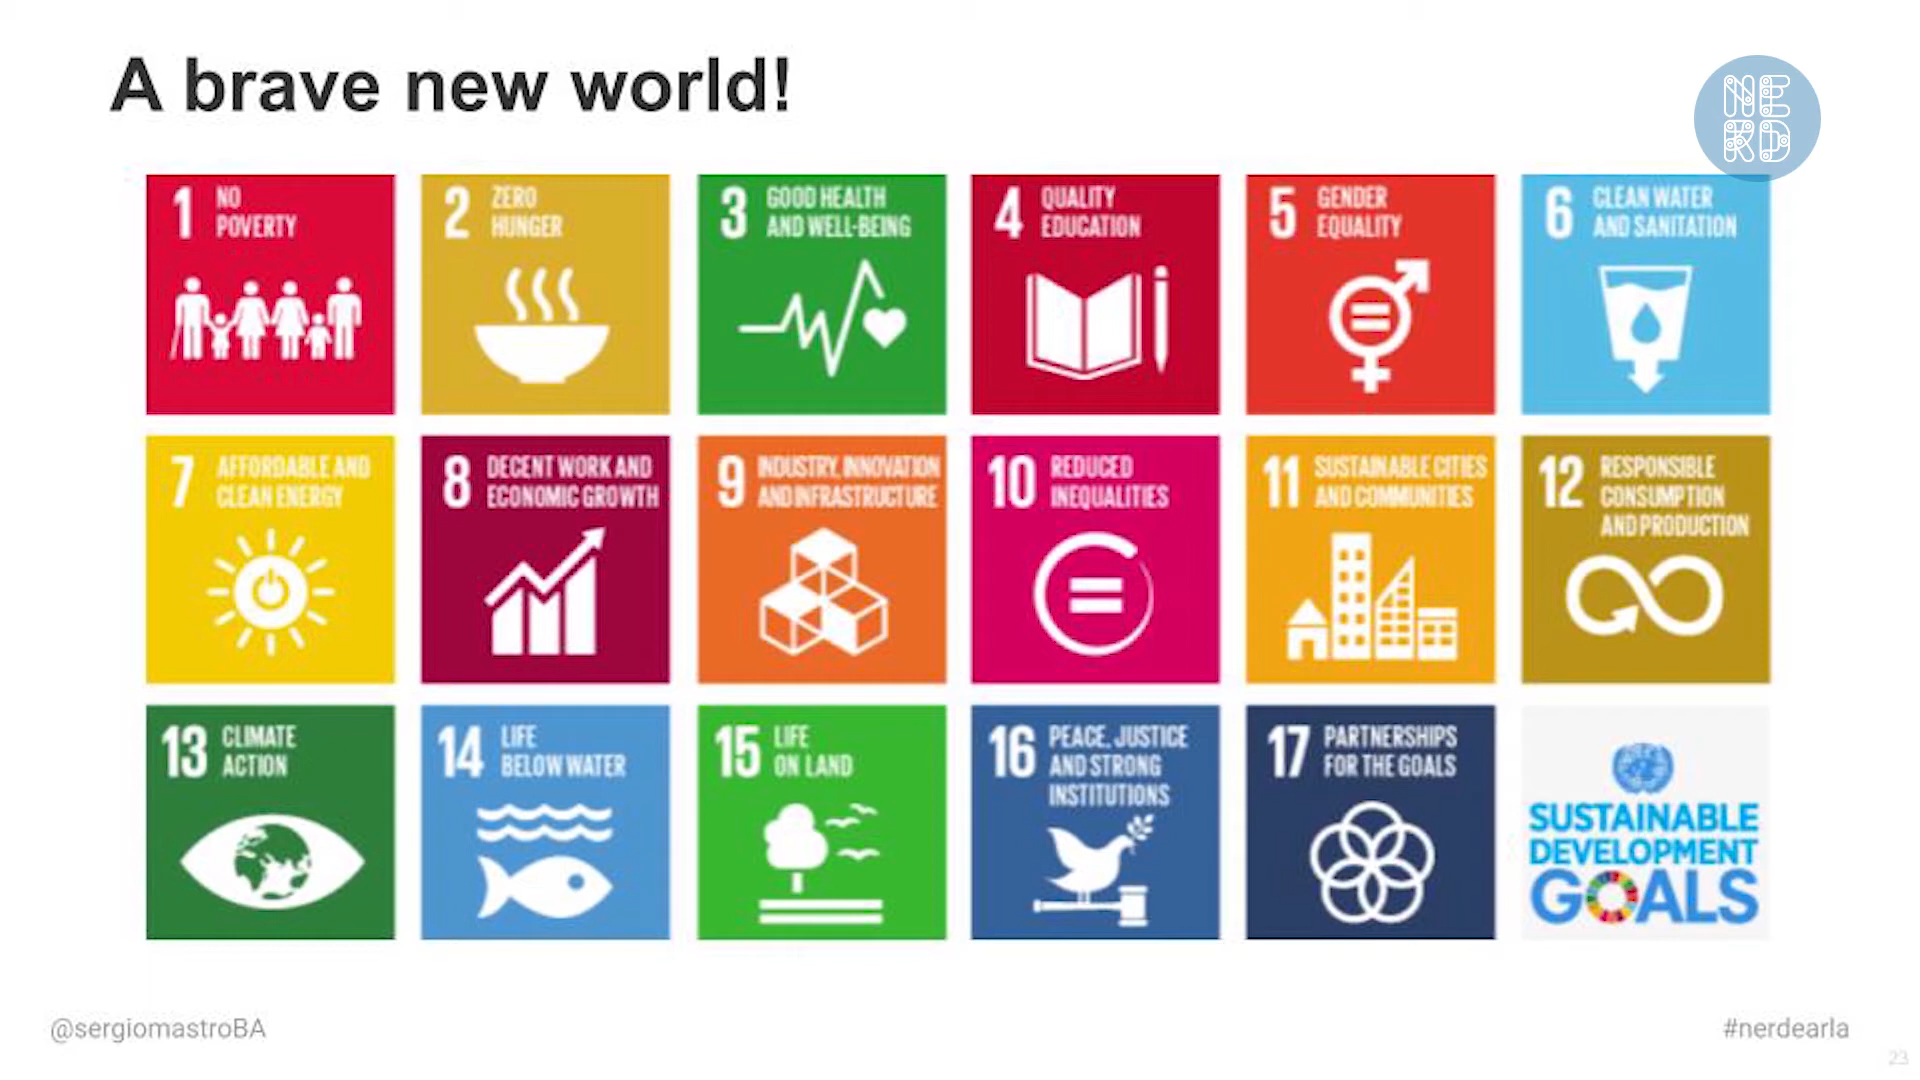 A brave new world!
NE
RD
1 NO
POVERTY
2 ZERO
HUNGER
3 GOOD HEALTH
AND WELL-BEING
4 QUALITY
EDUCATION
5 GENDER
EQUALITY
6 CLEAN WATER
AND SANITATION
7 AFFORDABLE AND
CLEAN ENERGY
8 DECENT WORK AND
ECONOMIC GROWTH
9 INDUSTRY, INNOVATION
AND INFRASTRUCTURE
10 REDUCED
INEQUALITIES
11 SUSTAINABLE CITIES
AND COMMUNITIES
12 RESPONSIBLE
CONSUMPTION
AND PRODUCTION
13 CLIMATE
ACTION
14 LIFE
BELOW WATER
15 LIFE
ON LAND
16 PEACE, JUSTICE
AND STRONG
INSTITUTIONS
17 PARTNERSHIPS
FOR THE GOALS
SUSTAINABLE
DEVELOPMENT
GOALS
@sergiomastroBA
#nerdearla
23